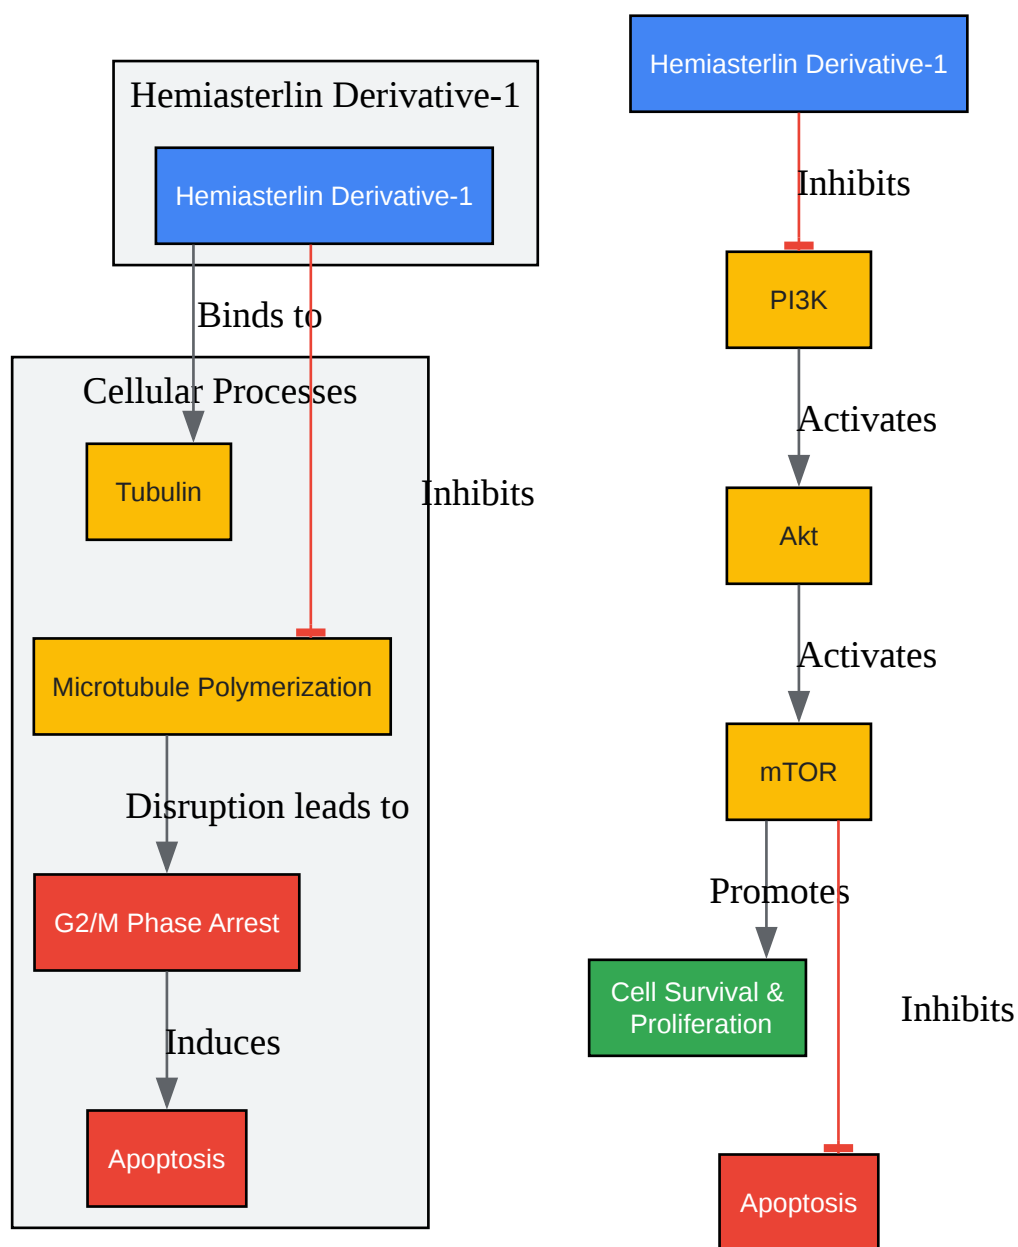 Hemiasterlin Derivative-1
Hemiasterlin Derivative-1
Binds to
Cellular Processes
Tubulin
Inhibits
Microtubule Polymerization
Disruption leads to
G2/M Phase Arrest
Induces
Apoptosis
Hemiasterlin Derivative-1
Inhibits
PI3K
Activates
Akt
Activates
mTOR
Promotes
Cell Survival &
Proliferation
Inhibits
Apoptosis